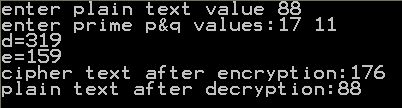 enter plain text value 88
enter prime p&q values:17 11
d=319
e=159
cipher text after encryption:176
plain text after decryption:88